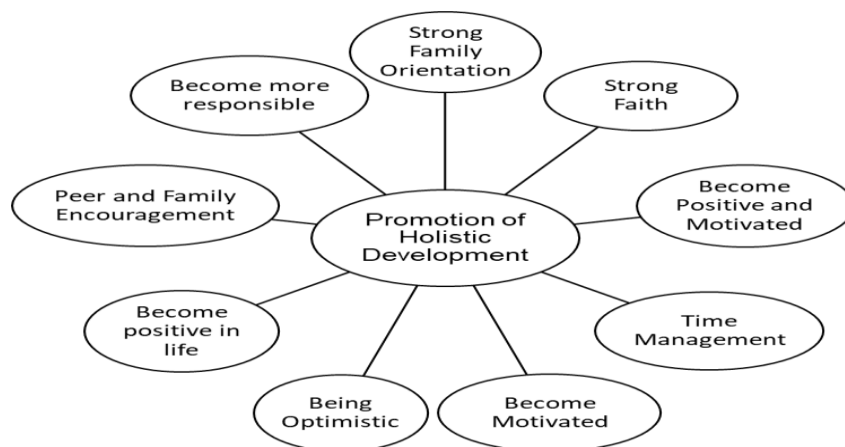 Strong
Family
Orientation
Become more
responsible
Strong
Faith
Peer and Family
Encouragement
Become
Positive and
Motivated
Promotion of
Holistic
Development
Become
positive in
life
Time
Management
Being
Optimistic
Become
Motivated